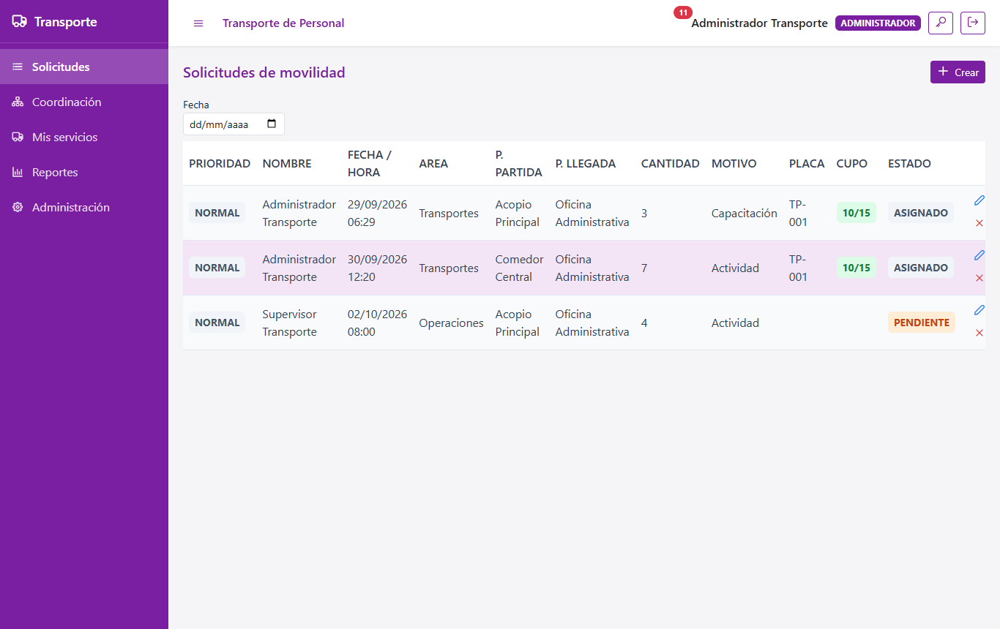 Transporte
Solicitudes
Coordinación
Mis servicios
Reportes
Administración
Transporte de Personal
11
Administrador Transporte ADMINISTRADOR
Solicitudes de movilidad
Crear
Fecha
dd/mm/aaaa
PRIORIDAD NOMBRE FECHA / HORA AREA P. PARTIDA P. LLEGADA CANTIDAD MOTIVO PLACA CUPO ESTADO
NORMAL Administrador Transporte 29/09/2026 06:29 Transportes Acopio Principal Oficina Administrativa 3 Capacitación TP-001 10/15 ASIGNADO
NORMAL Administrador Transporte 30/09/2026 12:20 Transportes Comedor Central Oficina Administrativa 7 Actividad TP-001 10/15 ASIGNADO
NORMAL Supervisor Transporte 02/10/2026 08:00 Operaciones Acopio Principal Oficina Administrativa 4 Actividad PENDIENTE